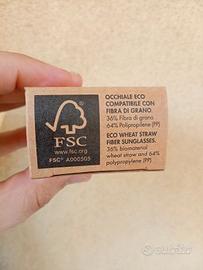 FSC
www.fsc.org
FSC® A000505
OCCHIALE ECO
COMPATIBILE CON
FIBRA DI GRANO.
36% Fibra di grano
64% Polipropilene (PP)
ECO WHEAT STRAW
FIBER SUNGLASSES.
36% biomaterial
wheat straw and 64%
polypropylene (PP)
subito